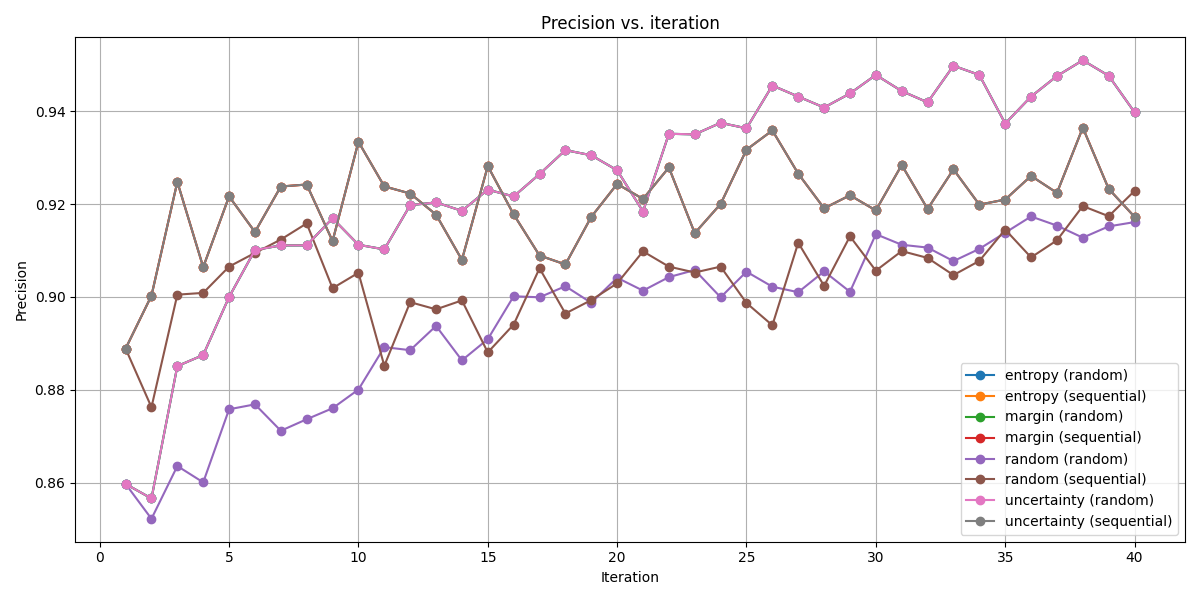 Precision vs. iteration
Precision
0.94
0.92
0.90
0.88
0.86
0 5 10 15 20 25 30 35 40
Iteration
entropy (random)
entropy (sequential)
margin (random)
margin (sequential)
random (random)
random (sequential)
uncertainty (random)
uncertainty (sequential)